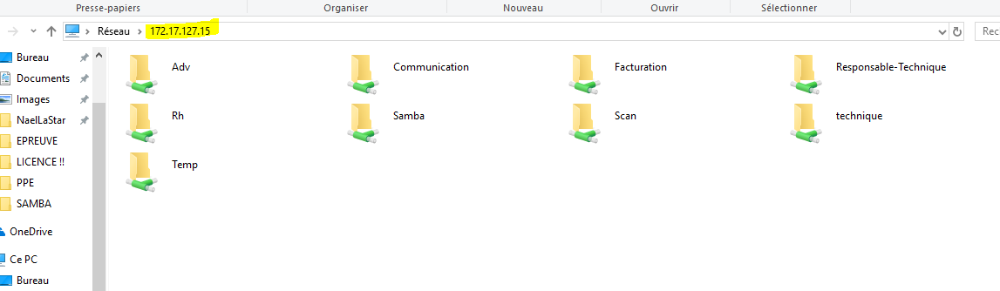 Presse-papiers Organiser Nouveau Ouvrir Sélectionner
Réseau 172.17.127.15 Rec
Bureau
Documents
Images
NaelLaStar
EPREUVE
LICENCE !!
PPE
SAMBA
OneDrive
Ce PC
Bureau
Adv Communication Facturation Responsable-Technique
Rh Samba Scan technique
Temp